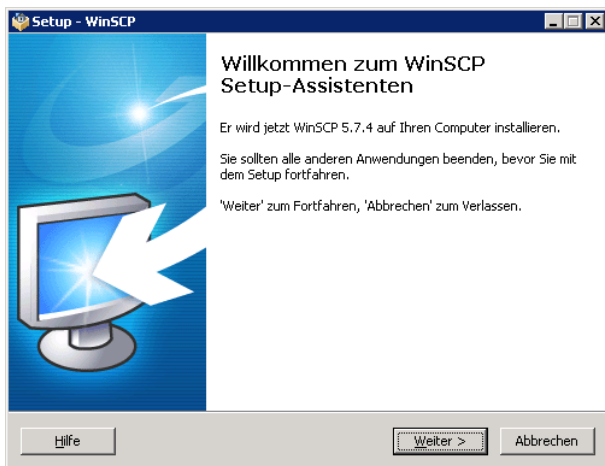 Setup - WinSCP
Willkommen zum WinSCP
Setup-Assistenten
Er wird jetzt WinSCP 5.7.4 auf Ihren Computer installieren.
Sie sollten alle anderen Anwendungen beenden, bevor Sie mit
dem Setup fortfahren.
'Weiter' zum Fortfahren, 'Abbrechen' zum Verlassen.
Hilfe
Weiter >
Abbrechen